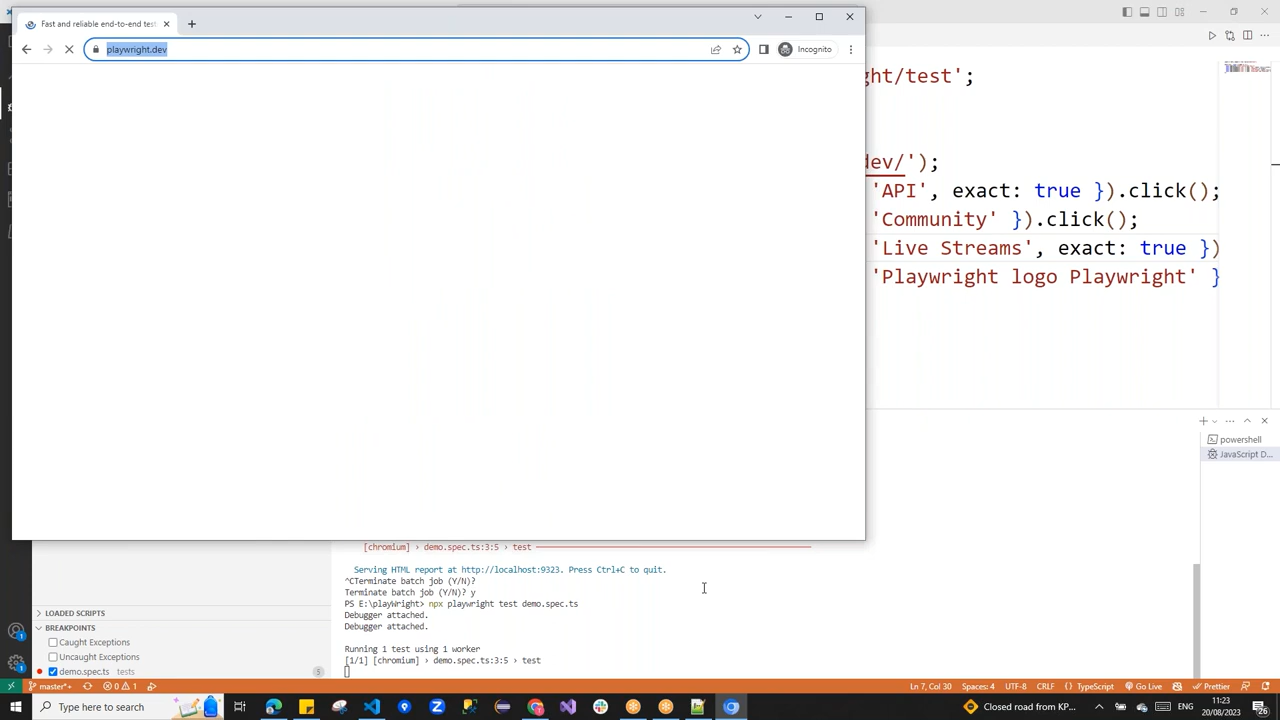 Fast and reliable end-to-end test
playwright.dev
Incognito
ght/test';
dev/');
'API', exact: true }).click();
'Community' }).click();
'Live Streams', exact: true })
'Playwright logo Playwright' }
powershell
JavaScript D...
[chromium] › demo.spec.ts:3:5 › test
Serving HTML report at http://localhost:9323. Press Ctrl+C to quit.
^CTerminate batch job (Y/N)?
Terminate batch job (Y/N)? y
PS E:\playWright> npx playwright test demo.spec.ts
Debugger attached.
Debugger attached.
Running 1 test using 1 worker
[1/1] [chromium] › demo.spec.ts:3:5 › test
LOADED SCRIPTS
BREAKPOINTS
Caught Exceptions
Uncaught Exceptions
demo.spec.ts tests
5
1
1
master*+
0
1
Ln 7, Col 30
Spaces: 4
UTF-8
CRLF
{} TypeScript
Go Live
Prettier
Type here to search
Closed road from KP...
ENG
11:23
20/08/2023
26